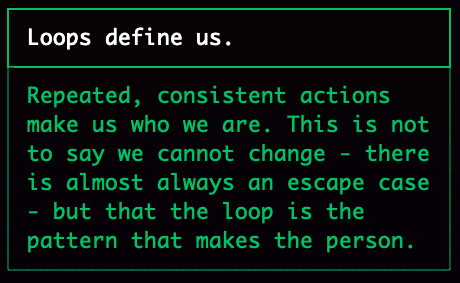 Loops define us.
Repeated, consistent actions
make us who we are. This is not
to say we cannot change - there
is almost always an escape case
- but that the loop is the
pattern that makes the person.